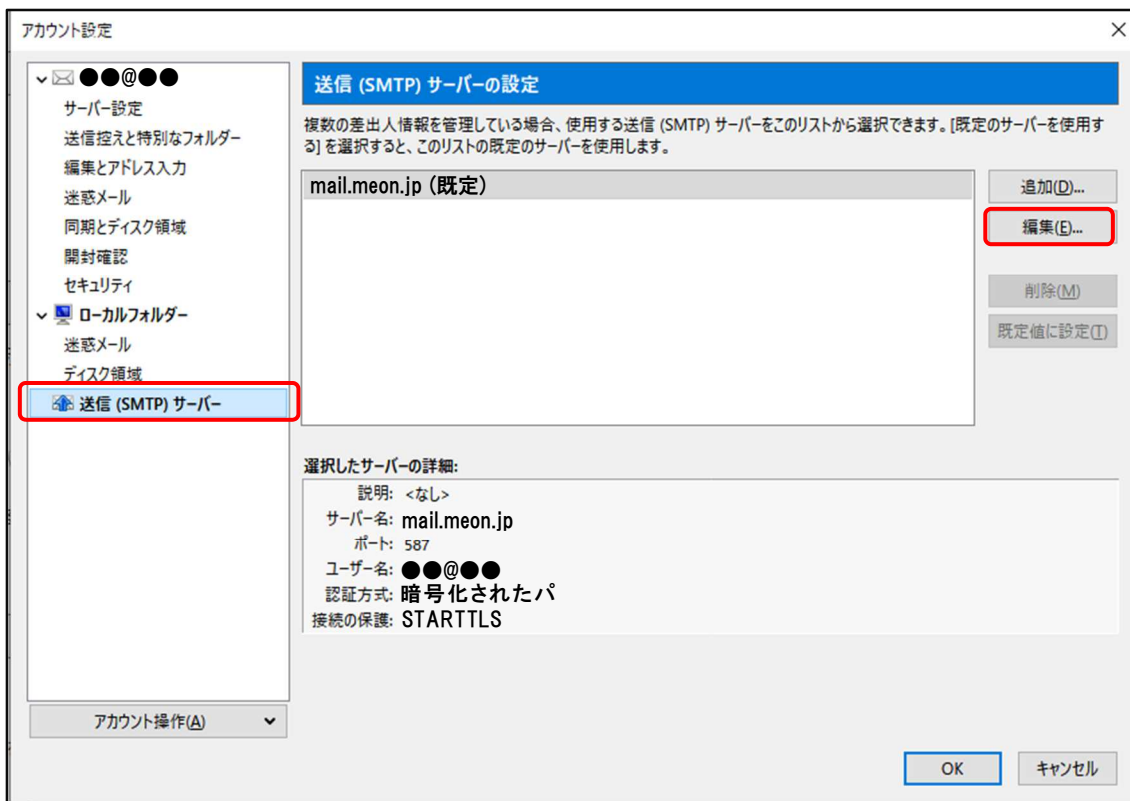 アカウント設定
●●@●●
サーバー設定
送信控えと特別なフォルダー
編集とアドレス入力
迷惑メール
同期とディスク領域
開封確認
セキュリティ
ローカルフォルダー
迷惑メール
ディスク領域
送信 (SMTP) サーバー
アカウント操作(A)
送信 (SMTP) サーバーの設定
複数の差出人情報を管理している場合、使用する送信 (SMTP) サーバーをこのリストから選択できます。[既定のサーバーを使用す
る] を選択すると、このリストの既定のサーバーを使用します。
mail.meon.jp (既定)
追加(D)...
編集(E)...
削除(M)
既定値に設定(T)
選択したサーバーの詳細:
説明: <なし>
サーバー名: mail.meon.jp
ポート: 587
ユーザー名: ●●@●●
認証方式: 暗号化されたパ
接続の保護: STARTTLS
OK
キャンセル